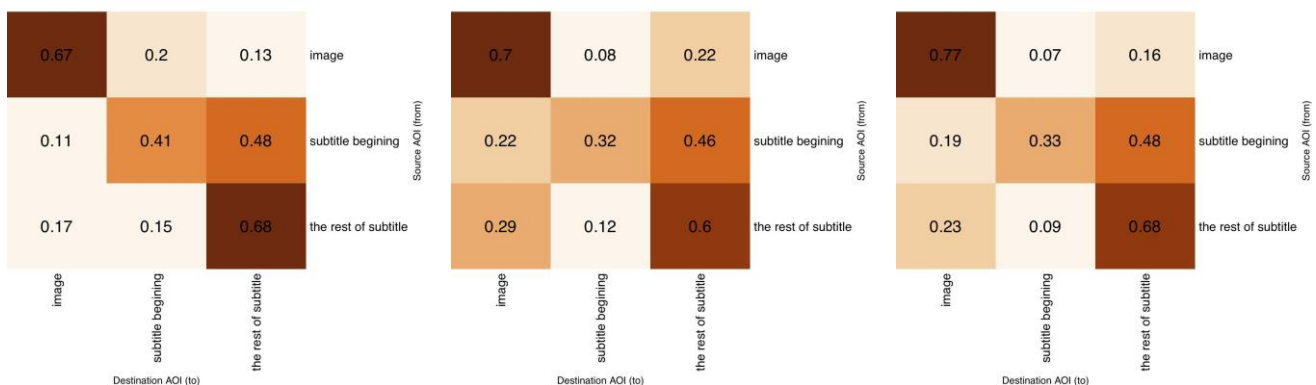 0.67 0.2 0.13 image
0.11 0.41 0.48 subtitle begining
0.17 0.15 0.68 the rest of subtitle
Source AOI (from)
image
subtitle begining
the rest of subtitle
Destination AOI (to)
0.7 0.08 0.22 image
0.22 0.32 0.46 subtitle begining
0.29 0.12 0.6 the rest of subtitle
Source AOI (from)
image
subtitle begining
the rest of subtitle
Destination AOI (to)
0.77 0.07 0.16 image
0.19 0.33 0.48 subtitle begining
0.23 0.09 0.68 the rest of subtitle
Source AOI (from)
image
subtitle begining
the rest of subtitle
Destination AOI (to)